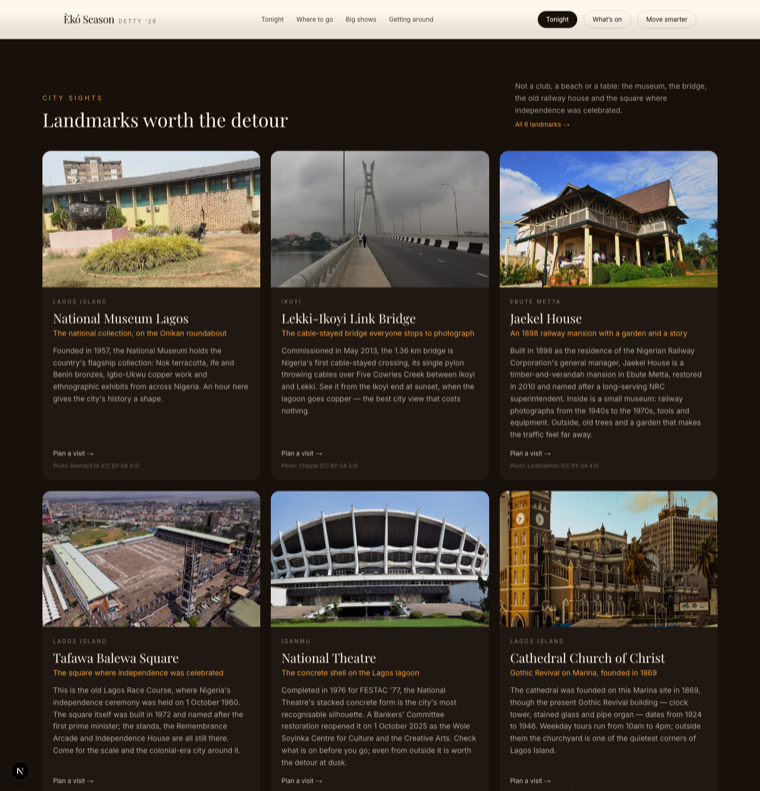 Èkó Season DETTY '26
Tonight
Where to go
Big shows
Getting around
Tonight
What's on
Move smarter
CITY SIGHTS
Landmarks worth the detour
Not a club, a beach or a table: the museum, the bridge,
the old railway house and the square where
independence was celebrated.
All 6 landmarks →
LAGOS ISLAND
National Museum Lagos
The national collection, on the Onikan roundabout
Founded in 1957, the National Museum holds the
country's flagship collection: Nok terracotta, Ife and
Benin bronzes, Igbo-Ukwu copper work and
ethnographic exhibits from across Nigeria. An hour here
gives the city's history a shape.
Plan a visit →
Photo: Bemdy234 (CC BY-SA 4.0)
IKOYI
Lekki-Ikoyi Link Bridge
The cable-stayed bridge everyone stops to photograph
Commissioned in May 2013, the 1.36 km bridge is
Nigeria's first cable-stayed crossing, its single pylon
throwing cables over Five Cowries Creek between Ikoyi
and Lekki. See it from the Ikoyi end at sunset, when the
lagoon goes copper — the best city view that costs
nothing.
Plan a visit →
Photo: Chippla (CC BY-SA 3.0)
EBUTE METTA
Jaekel House
An 1898 railway mansion with a garden and a story
Built in 1898 as the residence of the Nigerian Railway
Corporation's general manager, Jaekel House is a
timber-and-verandah mansion in Ebute Metta, restored
in 2010 and named after a long-serving NRC
superintendent. Inside is a small museum: railway
photographs from the 1940s to the 1970s, tools and
equipment. Outside, old trees and a garden that makes
the traffic feel far away.
Plan a visit →
Photo: (CC BY-SA 4.0)
LAGOS ISLAND
Tafawa Balewa Square
The square where independence was celebrated
This is the old Lagos Race Course, where Nigeria's
independence ceremony was held on 1 October 1960.
The square itself was built in 1972 and named after the
first prime minister; the stands, the Remembrance
Arcade and Independence House are all still there.
Come for the scale and the colonial-era city around it.
Plan a visit →
IGANMU
National Theatre
The concrete shell on the Lagos lagoon
Completed in 1976 for FESTAC '77, the National
Theatre's stacked concrete form is the city's most
recognisable silhouette. A Bankers' Committee
restoration reopened it on 1 October 2025 as the Wole
Soyinka Centre for Culture and the Creative Arts. Check
what is on before you go; even from outside it is worth
the detour at dusk.
Plan a visit →
LAGOS ISLAND
Cathedral Church of Christ
Gothic Revival on Marina, founded in 1869
The cathedral was founded on this Marina site in 1869,
though the present Gothic Revival building — clock
tower, stained glass and pipe organ — dates from 1924
to 1946. Weekday tours run from 10am to 4pm; outside
them the churchyard is one of the quietest corners of
Lagos Island.
Plan a visit →
N